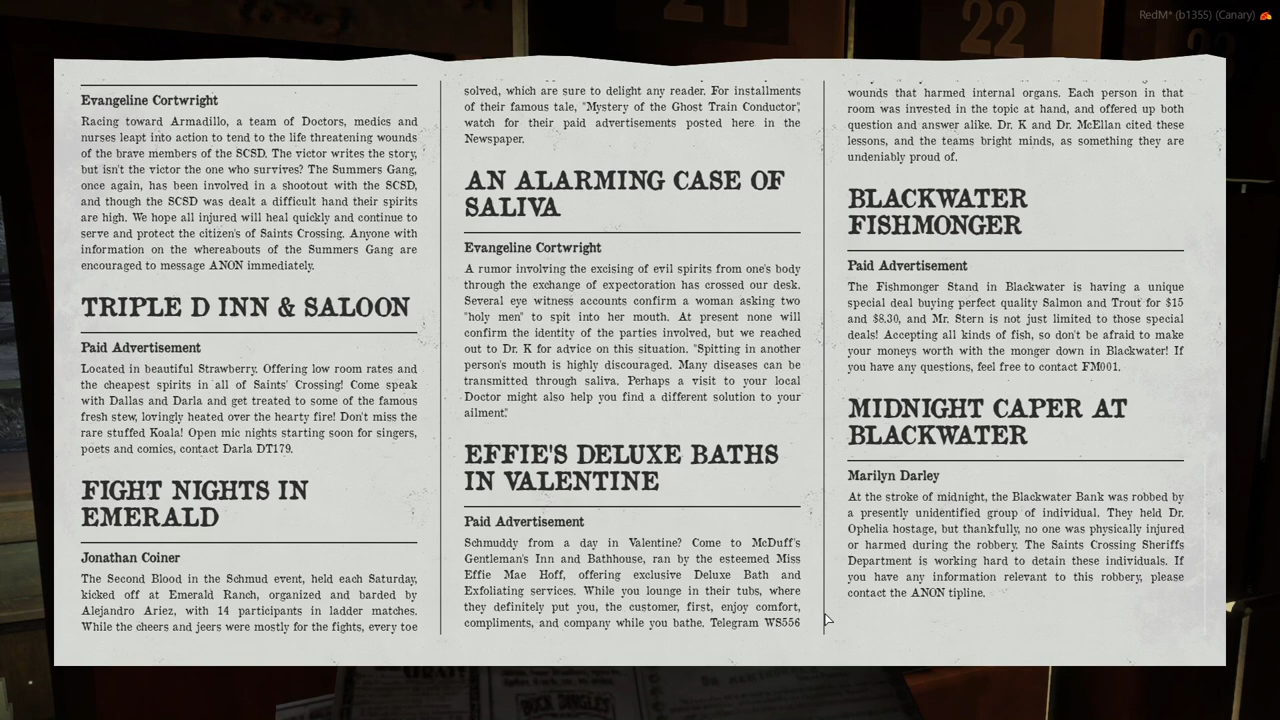 RedM* (b1355) (Canary)
21
22
23
Evangeline Cortwright
Racing toward Armadillo, a team of Doctors, medics and
nurses leapt into action to tend to the life threatening wounds
of the brave members of the SCSD. The victor writes the story,
but isn't the victor the one who survives? The Summers Gang,
once again, has been involved in a shootout with the SCSD,
and though the SCSD was dealt a difficult hand their spirits
are high. We hope all injured will heal quickly and continue to
serve and protect the citizen's of Saints Crossing. Anyone with
information on the whereabouts of the Summers Gang are
encouraged to message ANON immediately.
TRIPLE D INN & SALOON
Paid Advertisement
Located in beautiful Strawberry. Offering low room rates and
the cheapest spirits in all of Saints' Crossing! Come speak
with Dallas and Darla and get treated to some of the famous
fresh stew, lovingly heated over the hearty fire! Don't miss the
rare stuffed Koala! Open mic nights starting soon for singers,
poets and comics, contact Darla DT179.
FIGHT NIGHTS IN
EMERALD
Jonathan Coiner
The Second Blood in the Schmud event, held each Saturday,
kicked off at Emerald Ranch, organized and barded by
Alejandro Ariez, with 14 participants in ladder matches.
While the cheers and jeers were mostly for the fights, every toe
solved, which are sure to delight any reader. For installments
of their famous tale, "Mystery of the Ghost Train Conductor",
watch for their paid advertisements posted here in the
Newspaper.
AN ALARMING CASE OF
SALIVA
Evangeline Cortwright
A rumor involving the excising of evil spirits from one's body
through the exchange of expectoration has crossed our desk.
Several eye witness accounts confirm a woman asking two
"holy men" to spit into her mouth. At present none will
confirm the identity of the parties involved, but we reached
out to Dr. K for advice on this situation. "Spitting in another
person's mouth is highly discouraged. Many diseases can be
transmitted through saliva. Perhaps a visit to your local
Doctor might also help you find a different solution to your
ailment."
EFFIE'S DELUXE BATHS
IN VALENTINE
Paid Advertisement
Schmuddy from a day in Valentine? Come to McDuff's
Gentleman's Inn and Bathhouse, ran by the esteemed Miss
Effie Mae Hoff, offering exclusive Deluxe Bath and
Exfoliating services. While you lounge in their tubs, where
they definitely put you, the customer, first, enjoy comfort,
compliments, and company while you bathe. Telegram WS556
wounds that harmed internal organs. Each person in that
room was invested in the topic at hand, and offered up both
question and answer alike. Dr. K and Dr. McEllan cited these
lessons, and the teams bright minds, as something they are
undeniably proud of.
BLACKWATER
FISHMONGER
Paid Advertisement
The Fishmonger Stand in Blackwater is having a unique
special deal buying perfect quality Salmon and Trout for $15
and $8.30, and Mr. Stern is not just limited to those special
deals! Accepting all kinds of fish, so don't be afraid to make
your moneys worth with the monger down in Blackwater! If
you have any questions, feel free to contact FM001.
MIDNIGHT CAPER AT
BLACKWATER
Marilyn Darley
At the stroke of midnight, the Blackwater Bank was robbed by
a presently unidentified group of individual. They held Dr.
Ophelia hostage, but thankfully, no one was physically injured
or harmed during the robbery. The Saints Crossing Sheriffs
Department is working hard to detain these individuals. If
you have any information relevant to this robbery, please
contact the ANON tipline.